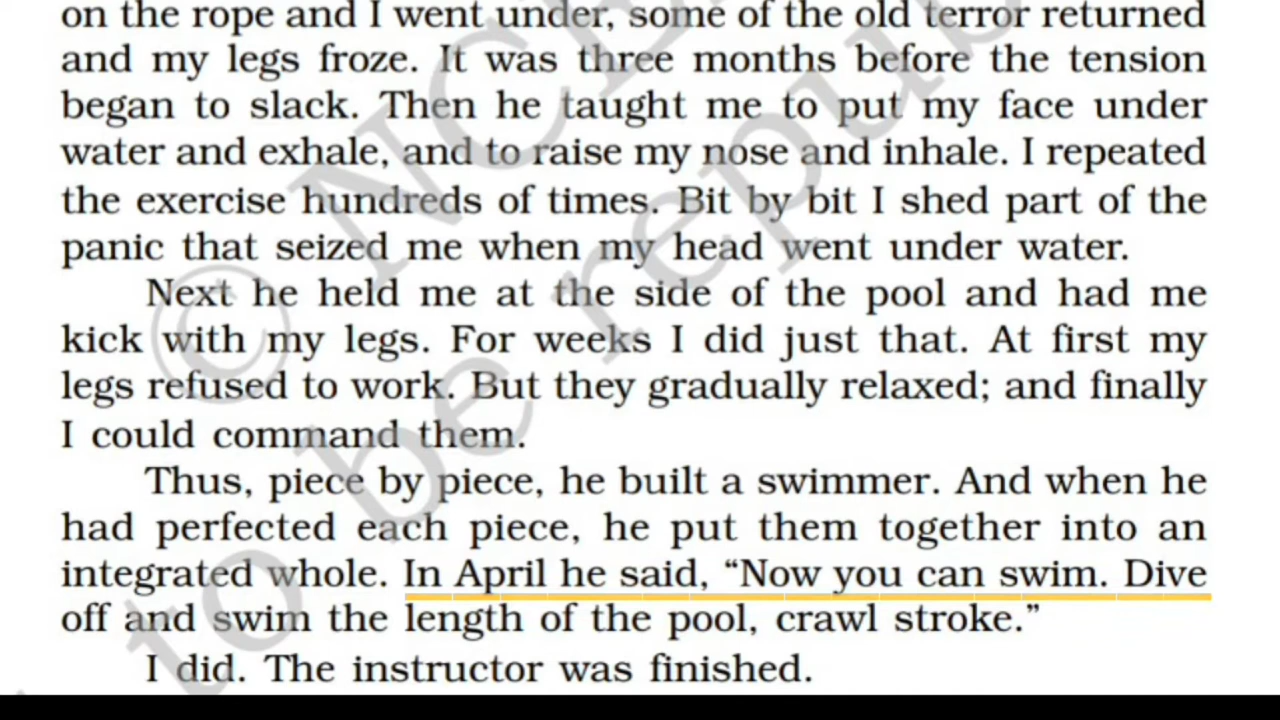 on the rope and I went under, some of the old terror returned
and my legs froze. It was three months before the tension
began to slack. Then he taught me to put my face under
water and exhale, and to raise my nose and inhale. I repeated
the exercise hundreds of times. Bit by bit I shed part of the
panic that seized me when my head went under water.
Next he held me at the side of the pool and had me
kick with my legs. For weeks I did just that. At first my
legs refused to work. But they gradually relaxed; and finally
I could command them.
Thus, piece by piece, he built a swimmer. And when he
had perfected each piece, he put them together into an
integrated whole. In April he said, “Now you can swim. Dive
off and swim the length of the pool, crawl stroke.”
I did. The instructor was finished.
© NCE
to be repub